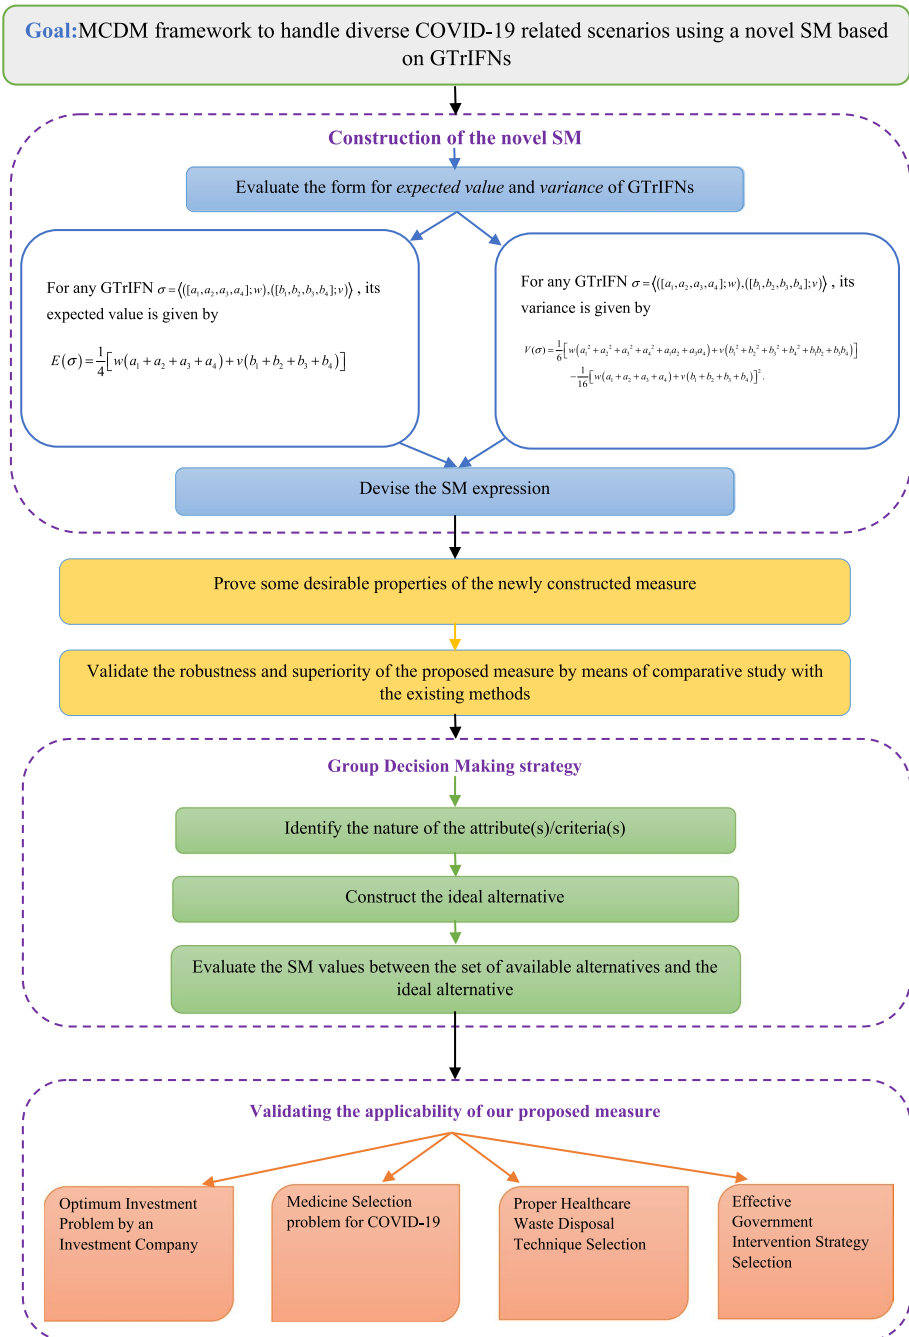 Goal:MCDM framework to handle diverse COVID-19 related scenarios using a novel SM based
on GTrIFNs
Construction of the novel SM
Evaluate the form for expected value and variance of GTrIFNs
For any GTrIFN σ=⟨([a₁,a₂,a₃,a₄];w),([b₁,b₂,b₃,b₄];v)⟩ , its
expected value is given by
E(σ)=1/4[w(a₁+a₂+a₃+a₄)+v(b₁+b₂+b₃+b₄)]
For any GTrIFN σ=⟨([a₁,a₂,a₃,a₄];w),([b₁,b₂,b₃,b₄];v)⟩ , its
variance is given by
V(σ)=1/6[w(a₁²+a₂²+a₃²+a₄²+a₁a₂+a₃a₄)+v(b₁²+b₂²+b₃²+b₄²+b₁b₂+b₃b₄)]
−1/16[w(a₁+a₂+a₃+a₄)+v(b₁+b₂+b₃+b₄)]².
Devise the SM expression
Prove some desirable properties of the newly constructed measure
Validate the robustness and superiority of the proposed measure by means of comparative study with
the existing methods
Group Decision Making strategy
Identify the nature of the attribute(s)/criteria(s)
Construct the ideal alternative
Evaluate the SM values between the set of available alternatives and the
ideal alternative
Validating the applicability of our proposed measure
Optimum Investment
Problem by an
Investment Company
Medicine Selection
problem for COVID-19
Proper Healthcare
Waste Disposal
Technique Selection
Effective
Government
Intervention Strategy
Selection